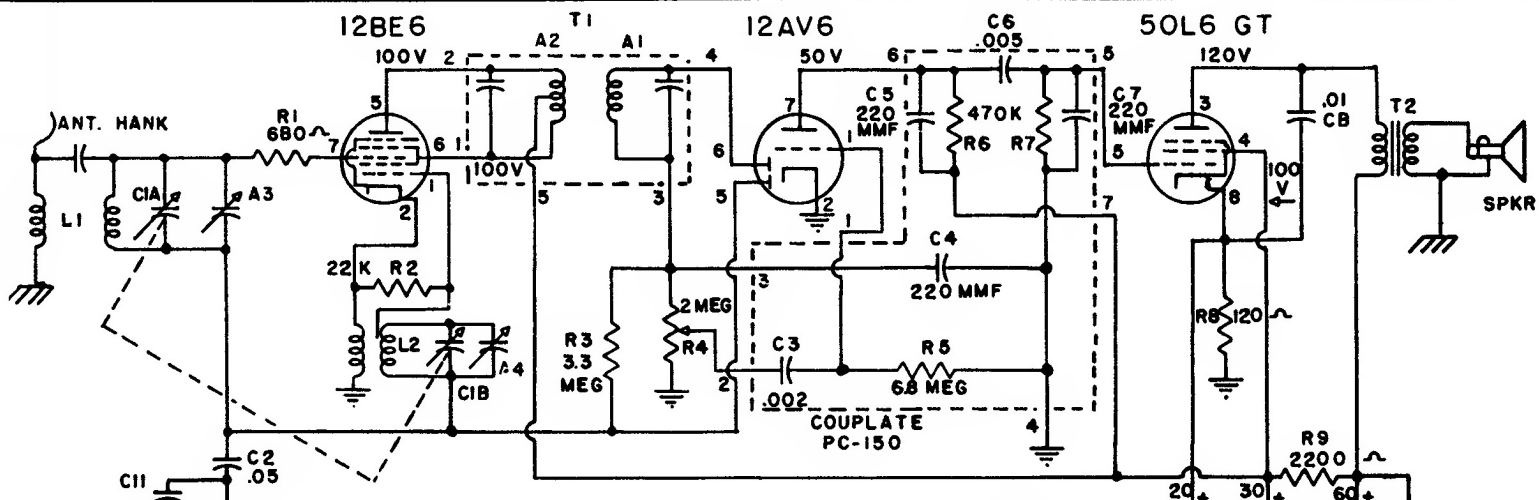 12BE6
T1
12AV6
C6
.005
50L6 GT
100V
2
A2
A1
4
50V
6
5
120V
ANT. HANK
R1
680 Ω
5
7
6
1
100V
1
2
C1A
A3
L1
5
3
7
1
6
5
2
C5
220
MMF
470K
R6
R7
C7
220
MMF
3
4
5
8
.01
CB
T2
100
V
SPKR
22 K
R2
L2
C1B
A4
R3
3.3
MEG
2 MEG
R4
2
3
1
C4
220 MMF
C3
.002
R5
6.8 MEG
7
4
COUPLATE
PC-150
R8
120 Ω
R9
2200 Ω
C2
.05
C11
20 +
30 +
60 +